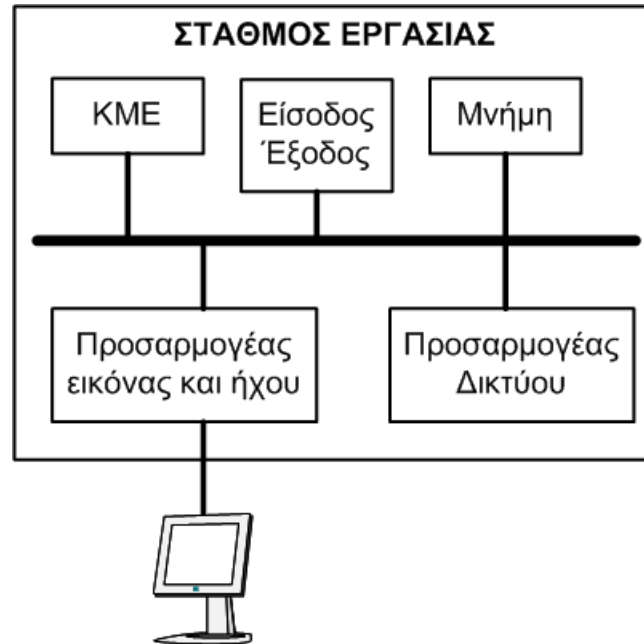 ΣΤΑΘΜΟΣ ΕΡΓΑΣΙΑΣ
ΚΜΕ
Είσοδος
Έξοδος
Μνήμη
Προσαρμογέας
εικόνας και ήχου
Προσαρμογέας
Δικτύου